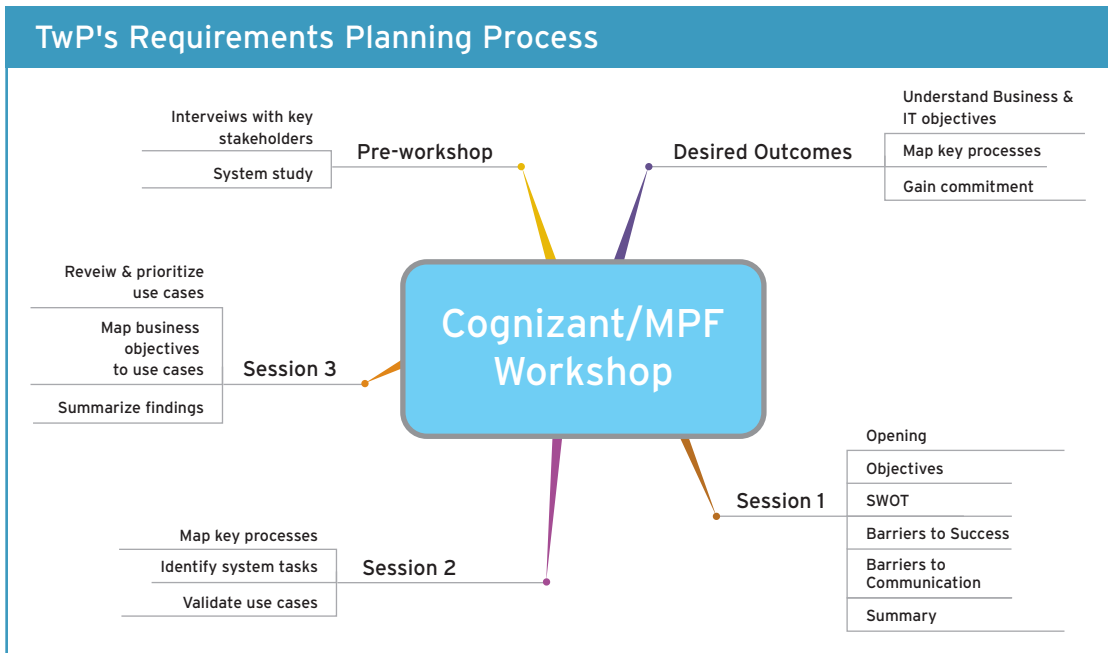 TwP's Requirements Planning Process
Interveiws with key
stakeholders
System study
Pre-workshop
Desired Outcomes
Understand Business &
IT objectives
Map key processes
Gain commitment
Cognizant/MPF
Workshop
Reveiw & prioritize
use cases
Map business
objectives
to use cases
Summarize findings
Session 3
Session 1
Opening
Objectives
SWOT
Barriers to Success
Barriers to
Communication
Summary
Map key processes
Identify system tasks
Validate use cases
Session 2